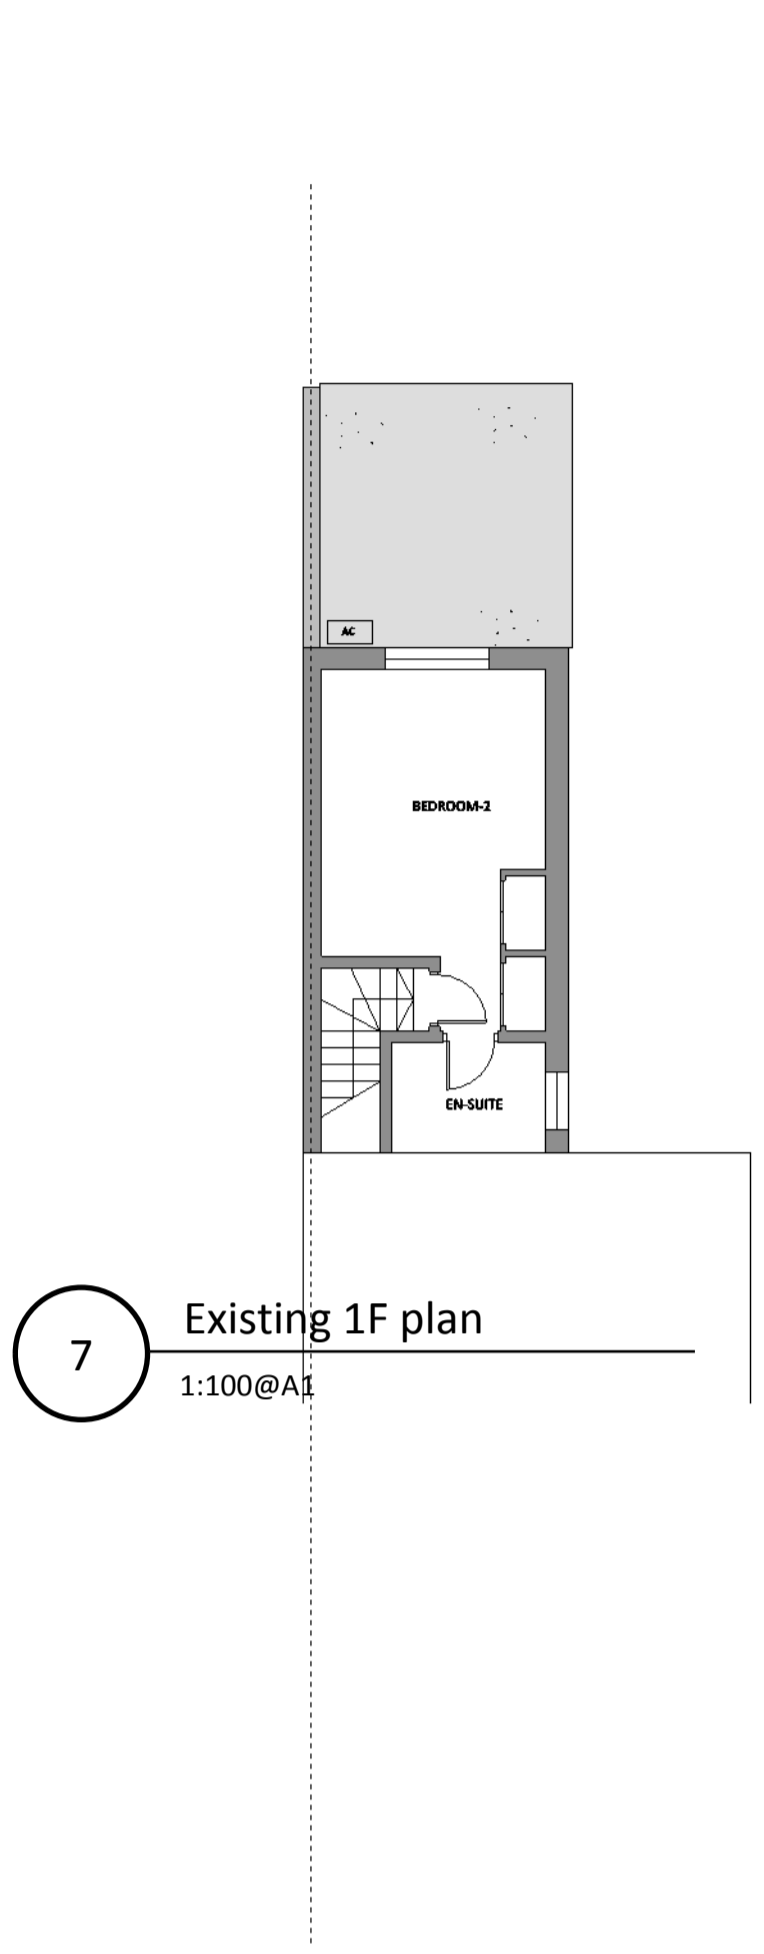 AC
BEDROOM-2
EN-SUITE
7
Existing 1F plan
1:100@A1